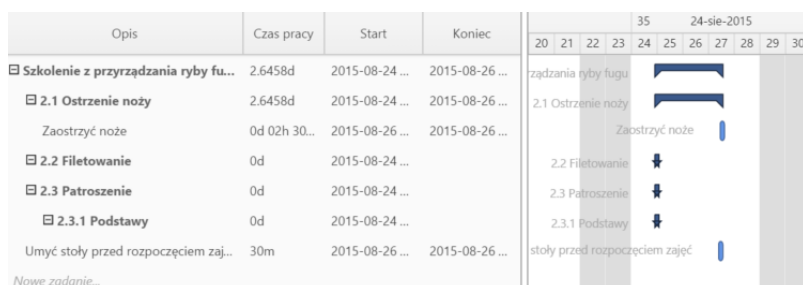 35 24-sie-2015
Opis Czas pracy Start Koniec
20 21 22 23 24 25 26 27 28 29 30
Szkolenie z przyrządzania ryby fu... 2.6458d 2015-08-24 ... 2015-08-26 ... rządzania ryby fugu
2.1 Ostrzenie noży 2.6458d 2015-08-24 ... 2015-08-26 ... 2.1 Ostrzenie noży
Zaostrzyć noże 0d 02h 30... 2015-08-26 ... 2015-08-26 ... Zaostrzyć noże
2.2 Filetowanie 0d 2015-08-24 ... 2.2 Filetowanie
2.3 Patroszenie 0d 2015-08-24 ... 2.3 Patroszenie
2.3.1 Podstawy 0d 2015-08-24 ... 2.3.1 Podstawy
Umyć stoły przed rozpoczęciem zaj... 30m 2015-08-26 ... 2015-08-26 ... stoły przed rozpoczęciem zajęć
Nowe zadanie...